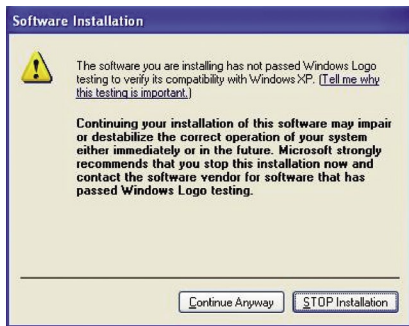 Software Installation
The software you are installing has not passed Windows Logo
testing to verify its compatibility with Windows XP. (Tell me why
this testing is important.)
Continuing your installation of this software may impair
or destabilize the correct operation of your system
either immediately or in the future. Microsoft strongly
recommends that you stop this installation now and
contact the software vendor for software that has
passed Windows Logo testing.
Continue Anyway
STOP Installation